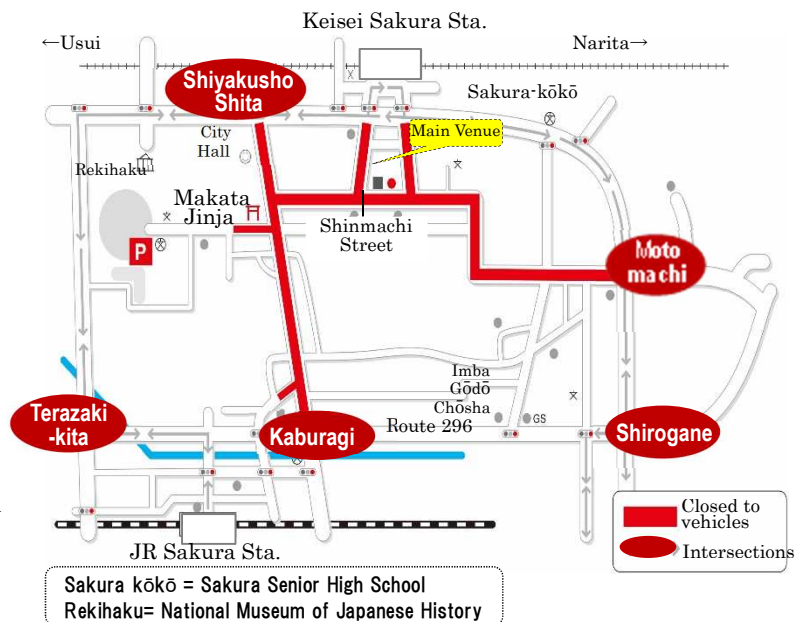 Keisei Sakura Sta.
←Usui
Narita→
Shiyakusho
Shita
Sakura-kōkō
City
Hall
Main Venue
Rekihaku
Makata
Jinja
Shinmachi
Street
P
Moto
machi
Imba
Gōdō
Chōsha
Terazaki
-kita
Kaburagi
Route 296
GS
Shirogane
Closed to
vehicles
Intersections
JR Sakura Sta.
Sakura kōkō = Sakura Senior High School
Rekihaku= National Museum of Japanese History